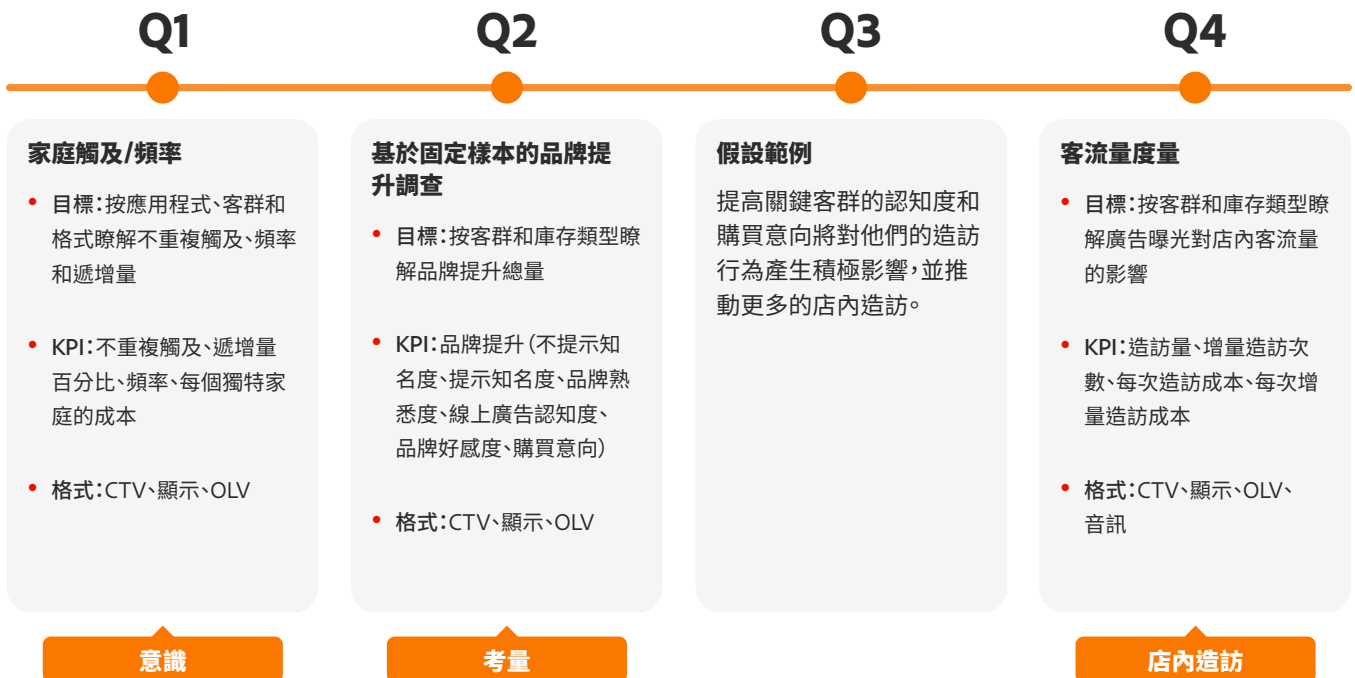 Q1
家庭觸及/頻率
• 目標：按應用程式、客群和
格式瞭解不重複觸及、頻率
和遞增量
• KPI：不重複觸及、遞增量
百分比、頻率、每個獨特家
庭的成本
• 格式：CTV、顯示、OLV
意識
Q2
基於固定樣本的品牌提
升調查
• 目標：按客群和庫存類型瞭
解品牌提升總量
• KPI：品牌提升（不提示知
名度、提示知名度、品牌熟
悉度、線上廣告認知度、
品牌好感度、購買意向）
• 格式：CTV、顯示、OLV
考量
Q3
假設範例
提高關鍵客群的認知度和
購買意向將對他們的造訪
行為產生積極影響，並推
動更多的店內造訪。
Q4
客流量度量
• 目標：按客群和庫存類型瞭
解廣告曝光對店內客流量
的影響
• KPI：造訪量、增量造訪次
數、每次造訪成本、每次增
量造訪成本
• 格式：CTV、顯示、OLV、
音訊
店內造訪